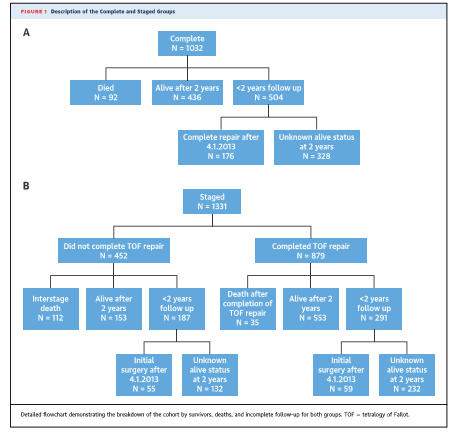 FIGURE 1 Description of the Complete and Staged Groups
A
Complete
N = 1032
Died
N = 92
Alive after 2 years
N = 436
<2 years follow up
N = 504
Complete repair after
4.1.2013
N = 176
Unknown alive status
at 2 years
N = 328
B
Staged
N = 1331
Did not complete TOF repair
N = 452
Completed TOF repair
N = 879
Interstage
death
N = 112
Alive after
2 years
N = 153
<2 years
follow up
N = 187
Death after
completion of
TOF repair
N = 35
Alive after 2
years
N = 553
<2 years
follow up
N = 291
Initial
surgery after
4.1.2013
N = 55
Unknown
alive status
at 2 years
N = 132
Initial
surgery after
4.1.2013
N = 59
Unknown
alive status
at 2 years
N = 232
Detailed flowchart demonstrating the breakdown of the cohort by survivors, deaths, and incomplete follow-up for both groups. TOF = tetralogy of Fallot.